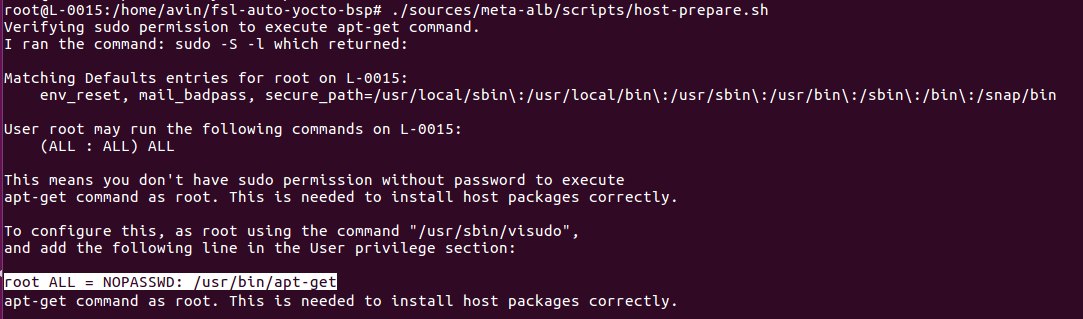 root@L-0015:/home/avin/fsl-auto-yocto-bsp# ./sources/meta-alb/scripts/host-prepare.sh
Verifying sudo permission to execute apt-get command.
I ran the command: sudo -S -l which returned:
Matching Defaults entries for root on L-0015:
    env_reset, mail_badpass, secure_path=/usr/local/sbin\:/usr/local/bin\:/usr/sbin\:/usr/bin\:/sbin\:/bin\:/snap/bin
User root may run the following commands on L-0015:
    (ALL : ALL) ALL
This means you don't have sudo permission without password to execute
apt-get command as root. This is needed to install host packages correctly.
To configure this, as root using the command "/usr/sbin/visudo",
and add the following line in the User privilege section:
root ALL = NOPASSWD: /usr/bin/apt-get
apt-get command as root. This is needed to install host packages correctly.